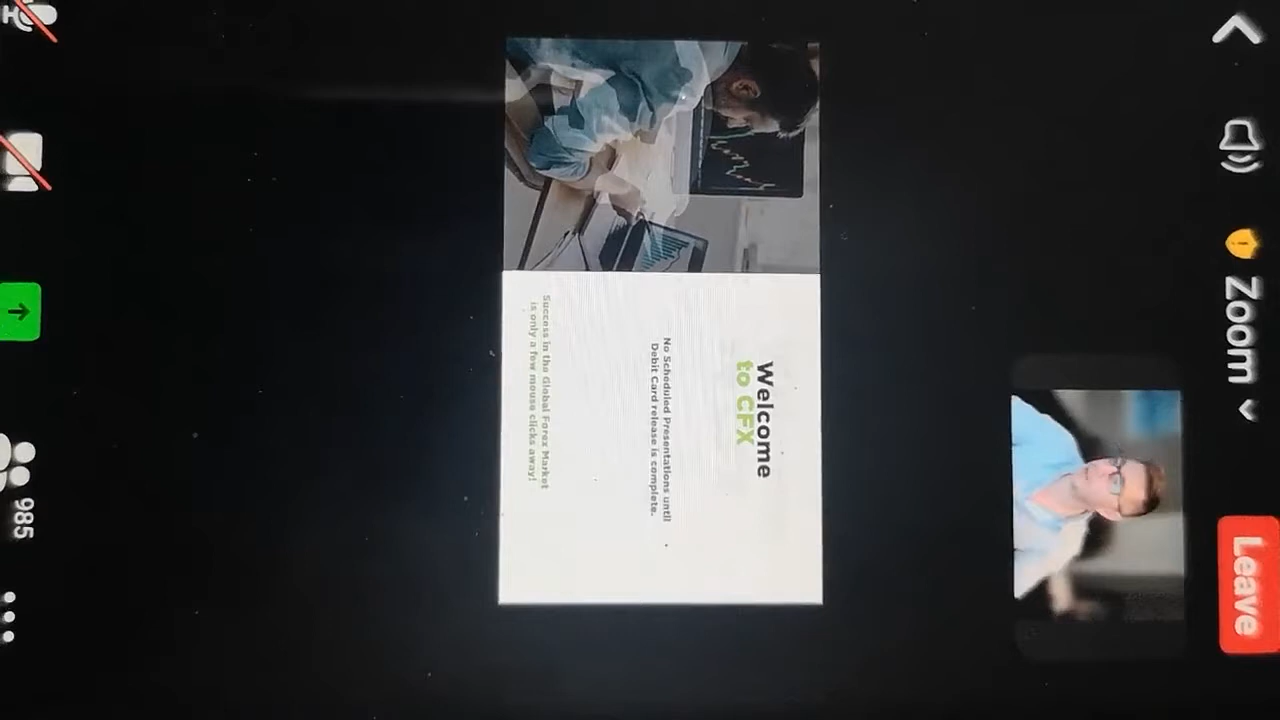 Zoom
Leave
Welcome
to CFX
No Scheduled Presentations until
Debit Card release is complete.
Success in the Global Forex Market
is only a few mouse clicks away!
985